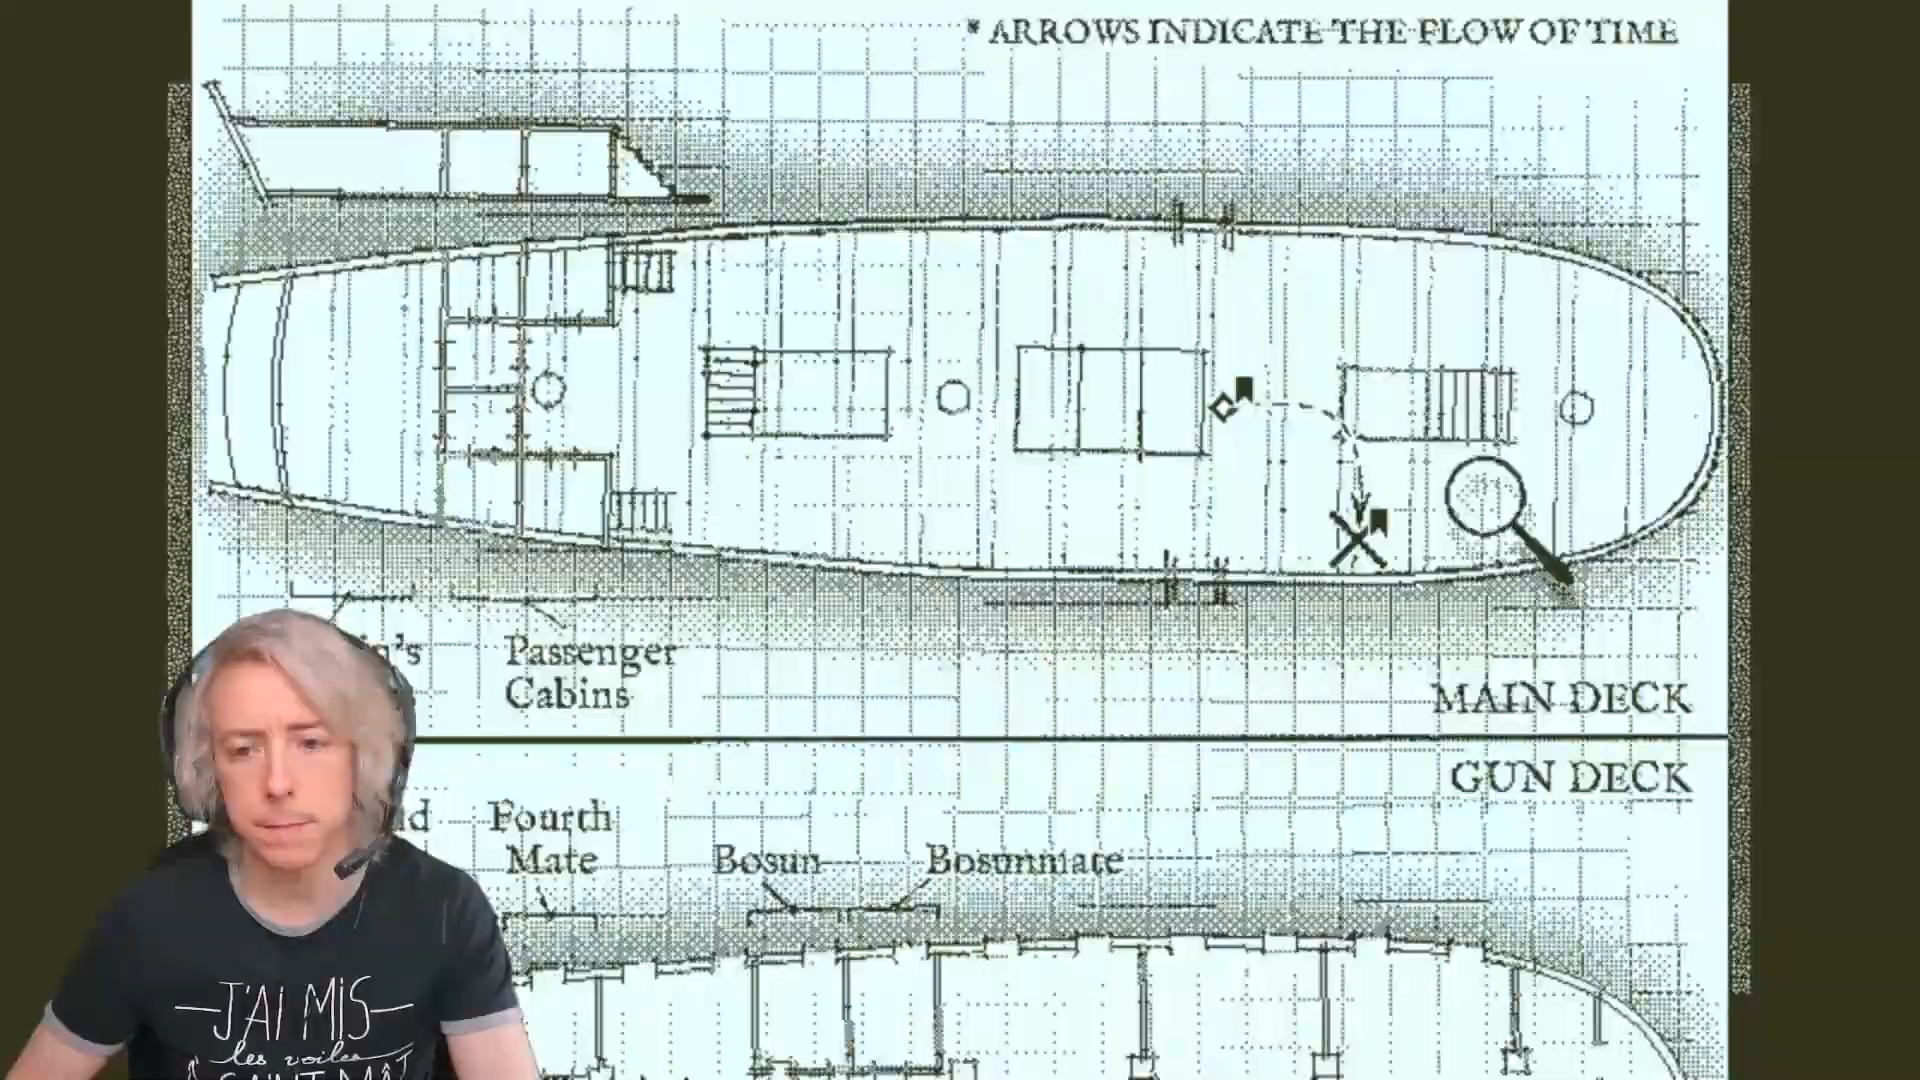 * ARROWS INDICATE THE FLOW OF TIME
Passenger
Cabins
MAIN DECK
GUN DECK
Fourth
Mate
Bosun
Bosunmate
J'AI MIS
les voiles